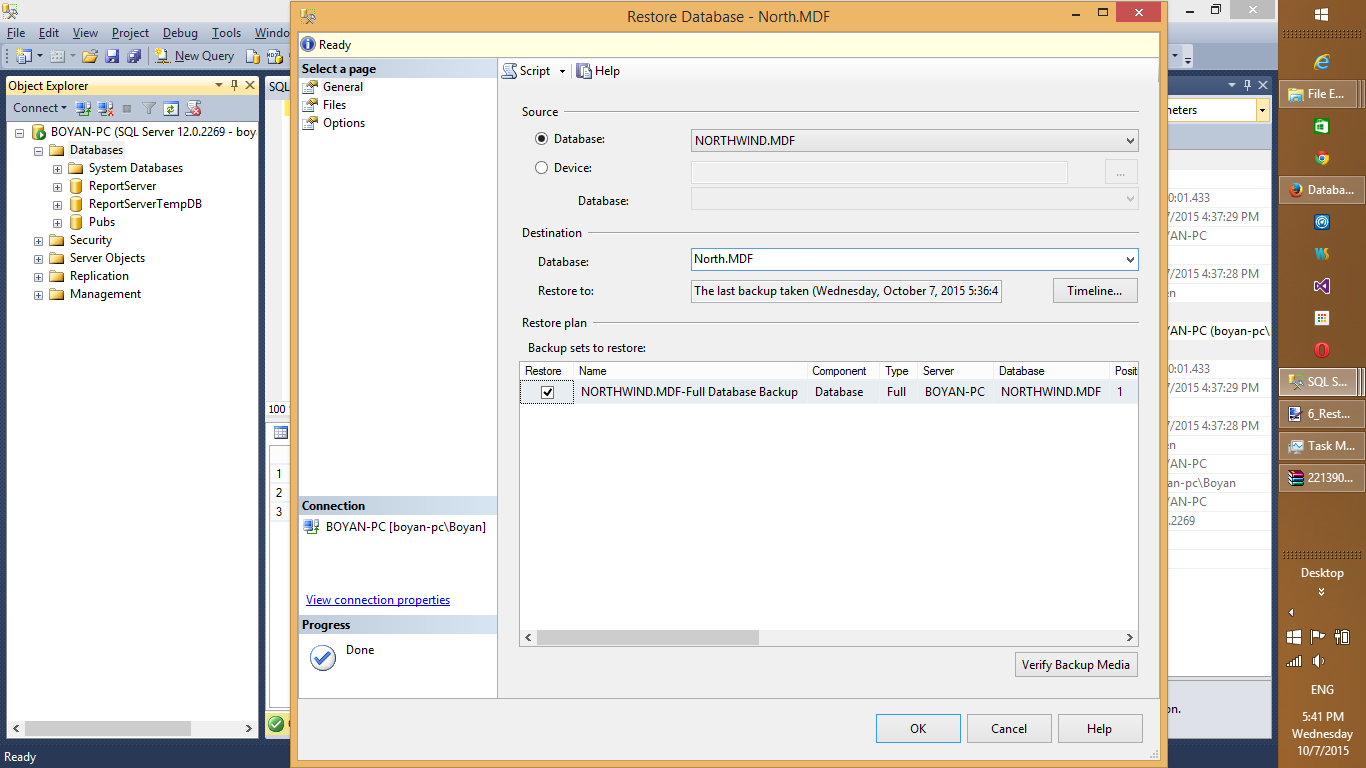 Restore Database - North.MDF
File Edit View Project Debug Tools Windo
New Query
Object Explorer
Connect
BOYAN-PC (SQL Server 12.0.2269 - boy
Databases
System Databases
ReportServer
ReportServerTempDB
Pubs
Security
Server Objects
Replication
Management
Ready
SQL
100
1
2
3
Ready
Select a page
General
Files
Options
Connection
BOYAN-PC [boyan-pc\Boyan]
View connection properties
Progress
Done
Script Help
Source
Database: NORTHWIND.MDF
Device: ...
Database:
Destination
Database: North.MDF
Restore to: The last backup taken (Wednesday, October 7, 2015 5:36:4 Timeline...
Restore plan
Backup sets to restore:
Restore Name Component Type Server Database Posit
NORTHWIND.MDF-Full Database Backup Database Full BOYAN-PC NORTHWIND.MDF 1
Verify Backup Media
OK Cancel Help
meters
0:01.433
/7/2015 4:37:29 PM
YAN-PC
/7/2015 4:37:28 PM
en
YAN-PC (boyan-pc\
0:01.433
/7/2015 4:37:29 PM
/7/2015 4:37:28 PM
en
YAN-PC
an-pc\Boyan
YAN-PC
.2269
on.
File E...
Databa...
SQL S...
6_Rest...
Task M...
221390...
Desktop
ENG
5:41 PM
Wednesday
10/7/2015